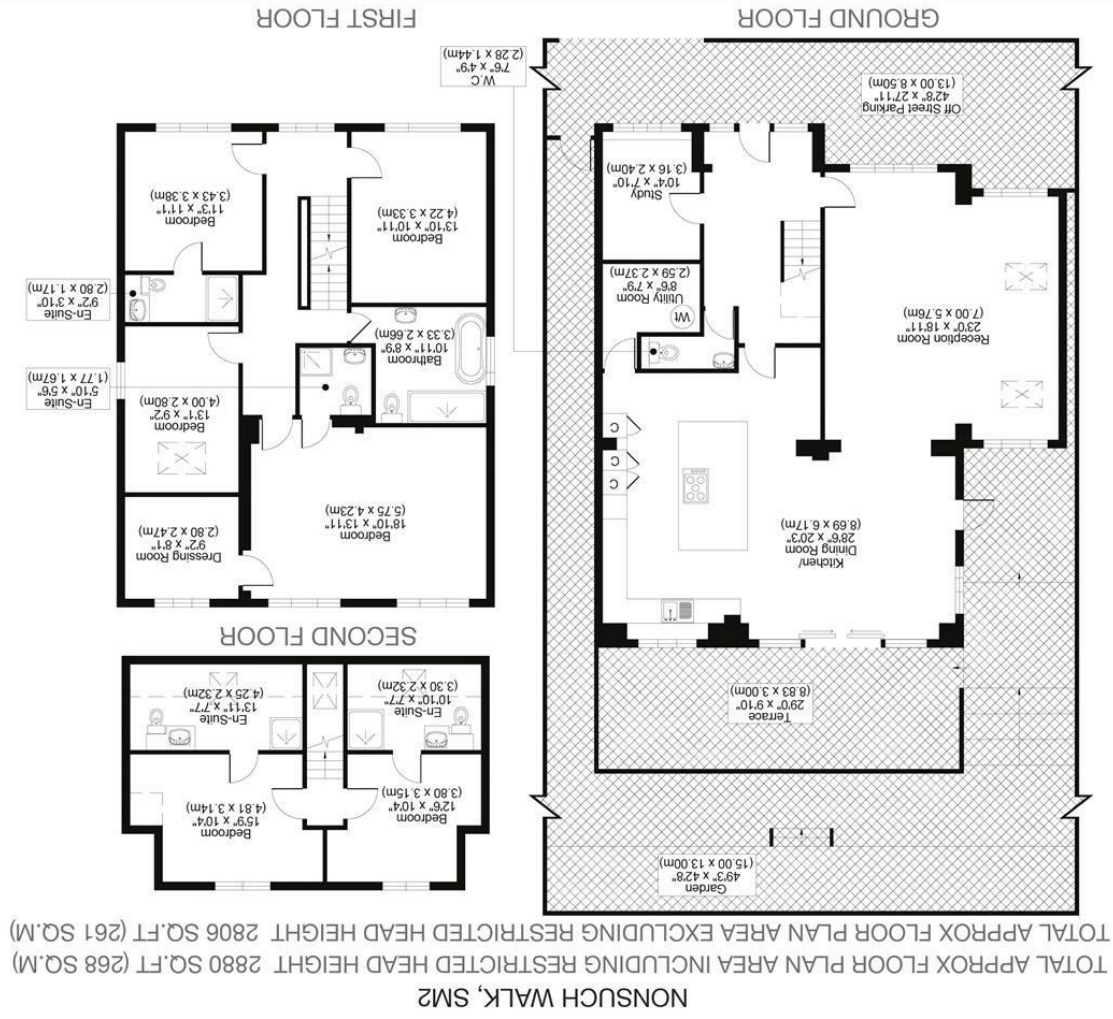 NONSUCH WALK, SM2
TOTAL APPROX FLOOR PLAN AREA INCLUDING RESTRICTED HEAD HEIGHT 2880 SQ.FT (268 SQ.M)
TOTAL APPROX FLOOR PLAN AREA EXCLUDING RESTRICTED HEAD HEIGHT 2806 SQ.FT (261 SQ.M)
Garden
49'3" x 42'8"
(15.00 x 13.00m)
Terrace
29'0" x 9'10"
(8.83 x 3.00m)
Kitchen/
Dining Room
28'6" x 20'3"
(8.69 x 6.17m)
C
C
C
Reception Room
23'0" x 18'11"
(7.00 x 5.76m)
Wt
Utility Room
8'6" x 7'9"
(2.59 x 2.37m)
Study
10'4" x 7'10"
(3.16 x 2.40m)
Off Street Parking
42'8" x 27'11"
(13.00 x 8.50m)
W.C
7'6" x 4'9"
(2.28 x 1.44m)
GROUND FLOOR
Bedroom
12'6" x 10'4"
(3.80 x 3.15m)
Bedroom
15'9" x 10'4"
(4.81 x 3.14m)
En-Suite
10'10" x 7'7"
(3.30 x 2.32m)
En-Suite
13'11" x 7'7"
(4.25 x 2.32m)
SECOND FLOOR
Bedroom
18'10" x 13'11"
(5.75 x 4.23m)
Dressing Room
9'2" x 8'1"
(2.80 x 2.47m)
Bedroom
13'1" x 9'2"
(4.00 x 2.80m)
En-Suite
5'10" x 5'6"
(1.77 x 1.67m)
Bathroom
10'11" x 8'9"
(3.33 x 2.66m)
En-Suite
9'2" x 3'10"
(2.80 x 1.17m)
Bedroom
13'10" x 10'11"
(4.22 x 3.33m)
Bedroom
11'3" x 11'1"
(3.43 x 3.38m)
FIRST FLOOR